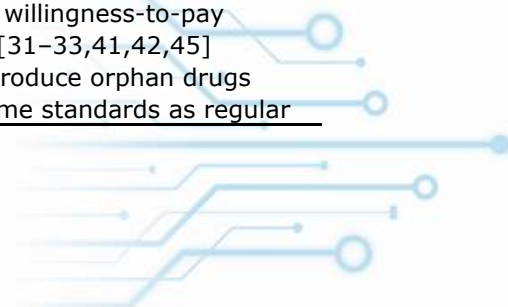 willingness-to-pay
[31–33,41,42,45]
roduce orphan drugs
me standards as regular